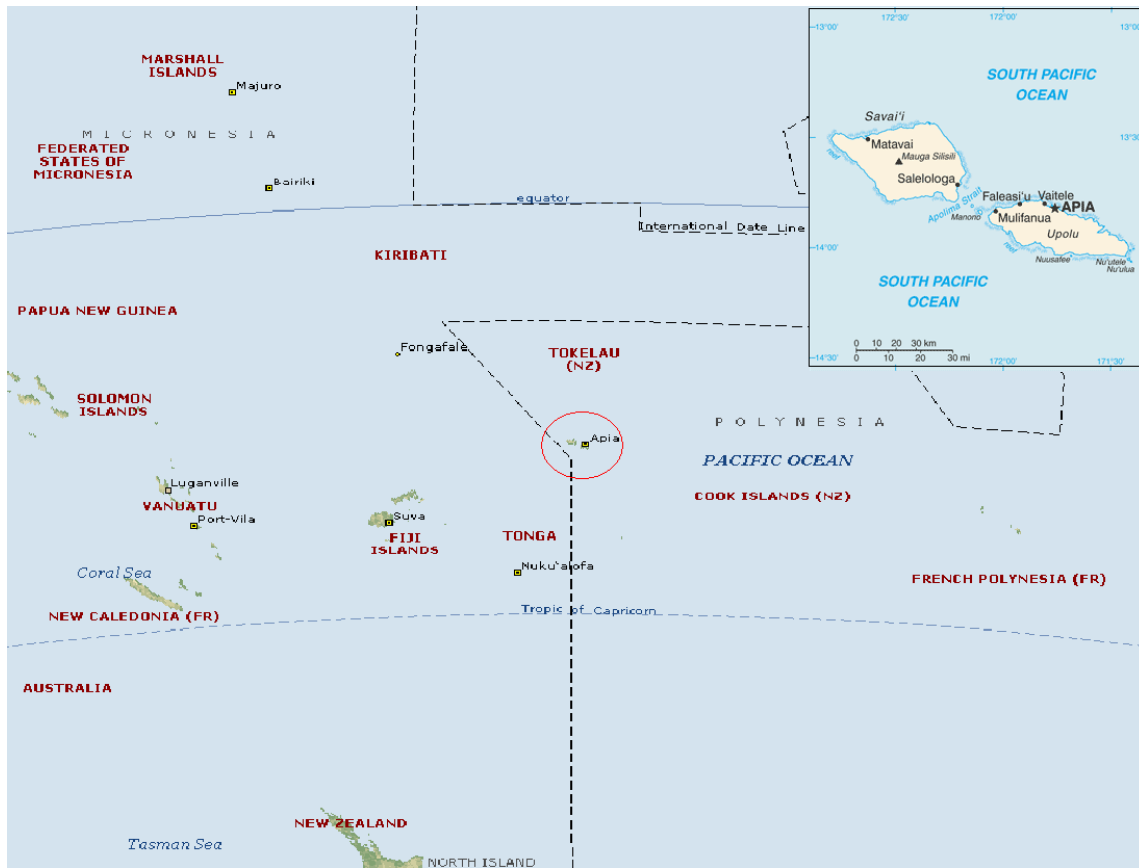 MARSHALL
ISLANDS
Majuro
M I C R O N E S I A
FEDERATED
STATES OF
MICRONESIA
Bairiki
equator
International Date Line
KIRIBATI
PAPUA NEW GUINEA
Fongafale
TOKELAU
(NZ)
SOLOMON
ISLANDS
Apia
P O L Y N E S I A
PACIFIC OCEAN
COOK ISLANDS (NZ)
Luganville
VANUATU
Port-Vila
Suva
FIJI
ISLANDS
TONGA
Nuku'alofa
Coral Sea
FRENCH POLYNESIA (FR)
NEW CALEDONIA (FR)
Tropic of Capricorn
AUSTRALIA
NEW ZEALAND
Tasman Sea
NORTH ISLAND
13°00'
172°30'
172°00'
13°00'
SOUTH PACIFIC
OCEAN
Savai'i
13°30'
Matavai
Mauga Silisili
Salelologa
reef
Apolima Strait
Manono
Faleasi'u
Vaitele
APIA
Mulifanua
Upolu
reef
Nuusafee
Nu'utele
Nu'ulua
14°00'
SOUTH PACIFIC
OCEAN
0 10 20 30 km
0 10 20 30 mi
14°30'
172°00'
171°30'